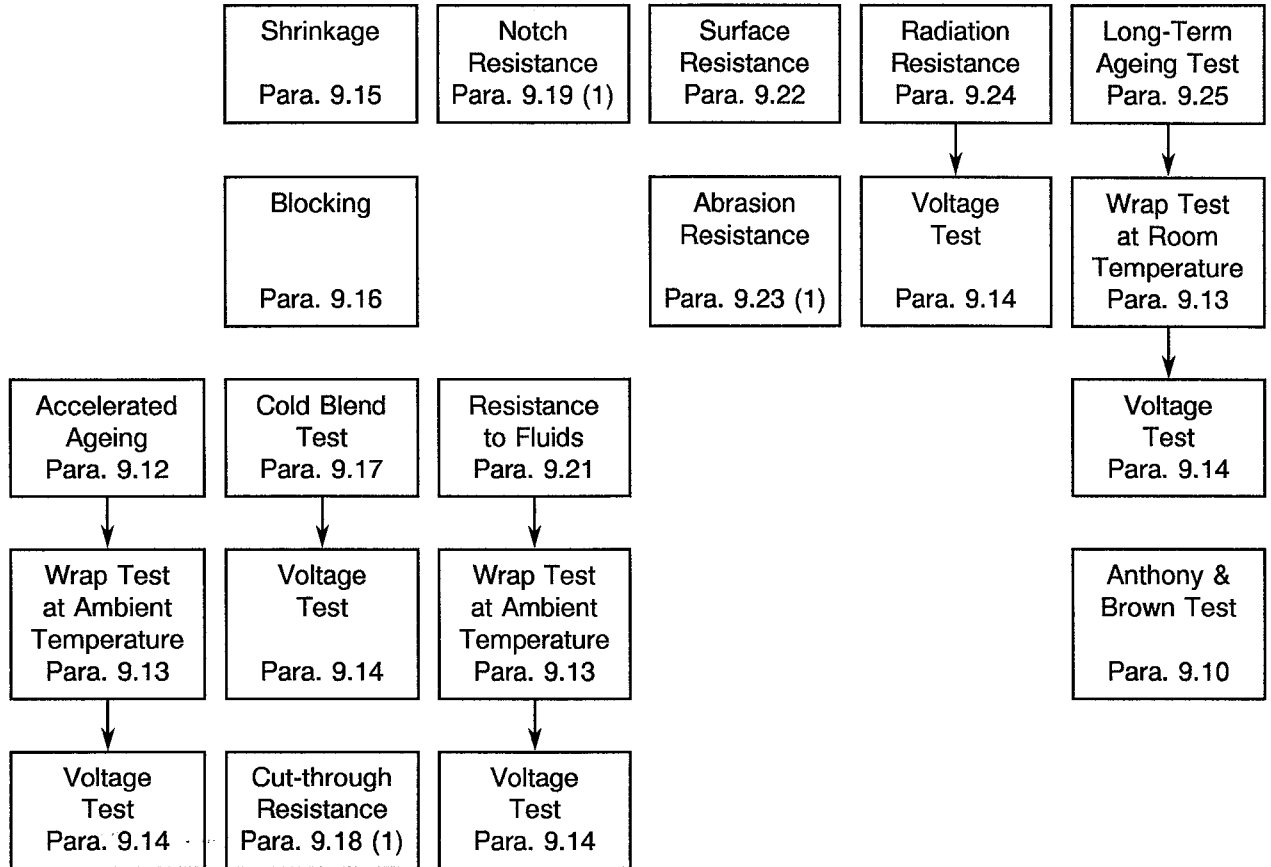 Shrinkage
Para. 9.15
Notch
Resistance
Para. 9.19 (1)
Surface
Resistance
Para. 9.22
Radiation
Resistance
Para. 9.24
Long-Term
Ageing Test
Para. 9.25
Blocking
Para. 9.16
Abrasion
Resistance
Para. 9.23 (1)
Voltage
Test
Para. 9.14
Wrap Test
at Room
Temperature
Para. 9.13
Accelerated
Ageing
Para. 9.12
Cold Blend
Test
Para. 9.17
Resistance
to Fluids
Para. 9.21
Voltage
Test
Para. 9.14
Wrap Test
at Ambient
Temperature
Para. 9.13
Voltage
Test
Para. 9.14
Wrap Test
at Ambient
Temperature
Para. 9.13
Anthony &
Brown Test
Para. 9.10
Voltage
Test
Para. 9.14
Cut-through
Resistance
Para. 9.18 (1)
Voltage
Test
Para. 9.14